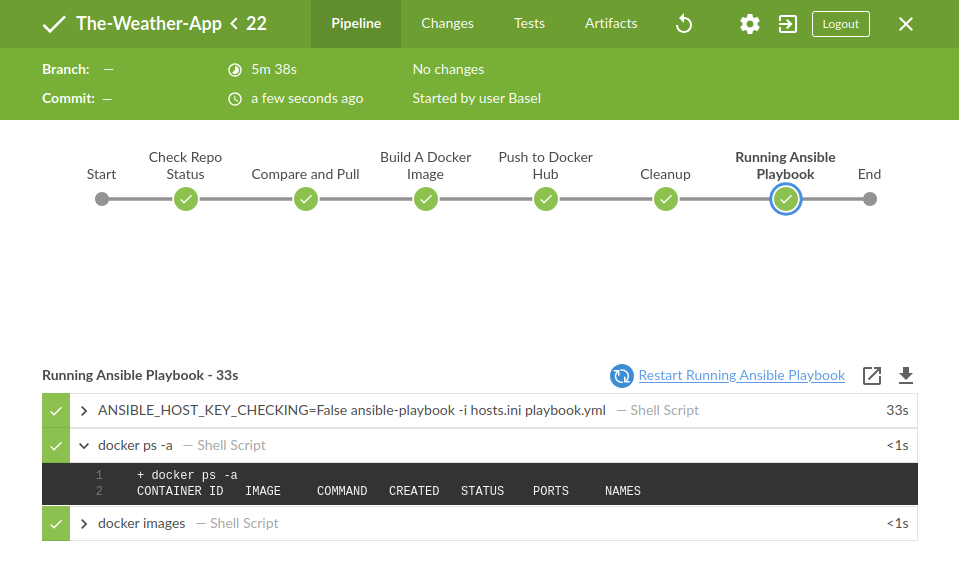 The-Weather-App < 22
Pipeline
Changes
Tests
Artifacts
Logout
Branch: —
5m 38s
No changes
Commit: —
a few seconds ago
Started by user Basel
Start
Check Repo
Status
Compare and Pull
Build A Docker
Image
Push to Docker
Hub
Cleanup
Running Ansible
Playbook
End
Running Ansible Playbook - 33s
Restart Running Ansible Playbook
ANSIBLE_HOST_KEY_CHECKING=False ansible-playbook -i hosts.ini playbook.yml — Shell Script 33s
docker ps -a — Shell Script <1s
1 + docker ps -a
2 CONTAINER ID IMAGE COMMAND CREATED STATUS PORTS NAMES
docker images — Shell Script <1s